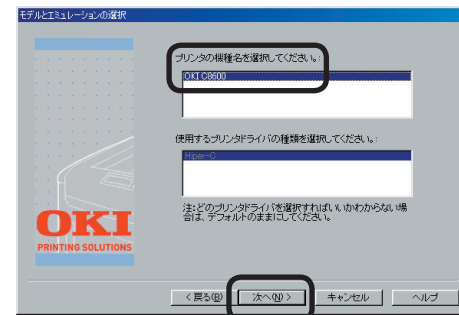 モデルとエミュレーションの選択
プリンタの機種名を選択してください。:
OKI C8600
使用するプリンタドライバの種類を選択してください。:
Hiper-C
注:どのプリンタドライバを選択すればいいかわからない場
合は、デフォルトのままにしてください。
OKI
PRINTING SOLUTIONS
< 戻る(B)
次へ(N) >
キャンセル
ヘルプ